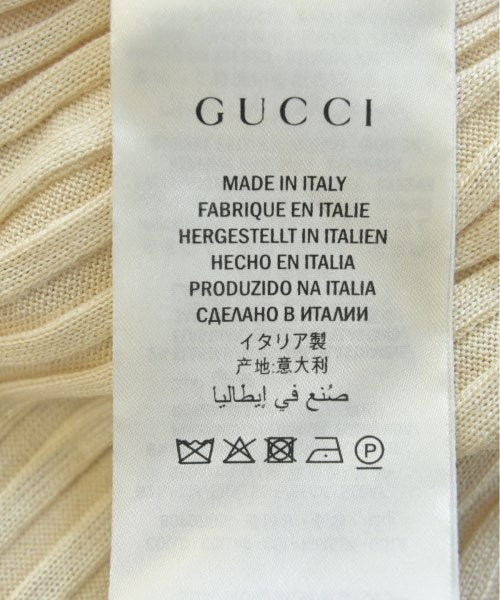 GUCCI
MADE IN ITALY
FABRIQUE EN ITALIE
HERGESTELLT IN ITALIEN
HECHO EN ITALIA
PRODUZIDO NA ITALIA
СДЕЛАНО В ИТАЛИИ
イタリア製
产地:意大利
صُنع في إيطاليا
P